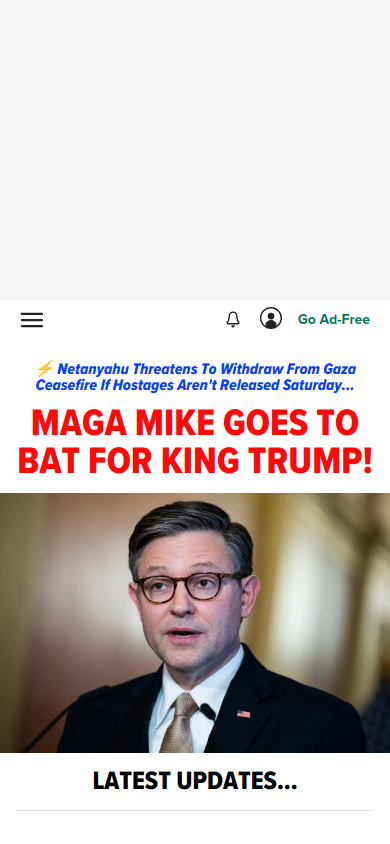 Go Ad-Free
⚡ Netanyahu Threatens To Withdraw From Gaza
Ceasefire If Hostages Aren't Released Saturday...
MAGA MIKE GOES TO
BAT FOR KING TRUMP!
LATEST UPDATES...